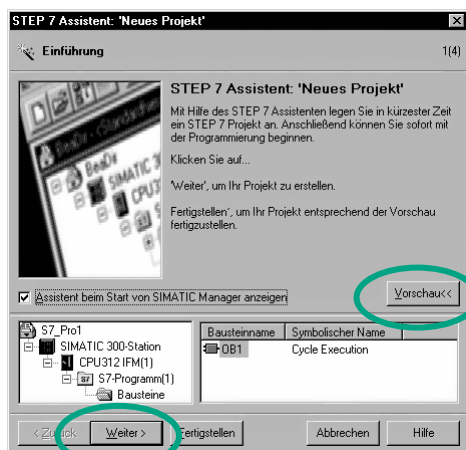 STEP 7 Assistent: 'Neues Projekt'
Einführung
1(4)
STEP 7 Assistent: 'Neues Projekt'
Mit Hilfe des STEP 7 Assistenten legen Sie in kürzester Zeit
ein STEP 7 Projekt an. Anschließend können Sie sofort mit
der Programmierung beginnen.
Klicken Sie auf...
'Weiter', um Ihr Projekt zu erstellen.
Fertigstellen', um Ihr Projekt entsprechend der Vorschau
fertigzustellen.
Assistent beim Start von SIMATIC Manager anzeigen
Vorschau<<
S7_Pro1
SIMATIC 300-Station
CPU312 IFM(1)
S7-Programm(1)
Bausteine
Bausteinname Symbolischer Name
OB1 Cycle Execution
< Zurück Weiter > Fertigstellen Abbrechen Hilfe